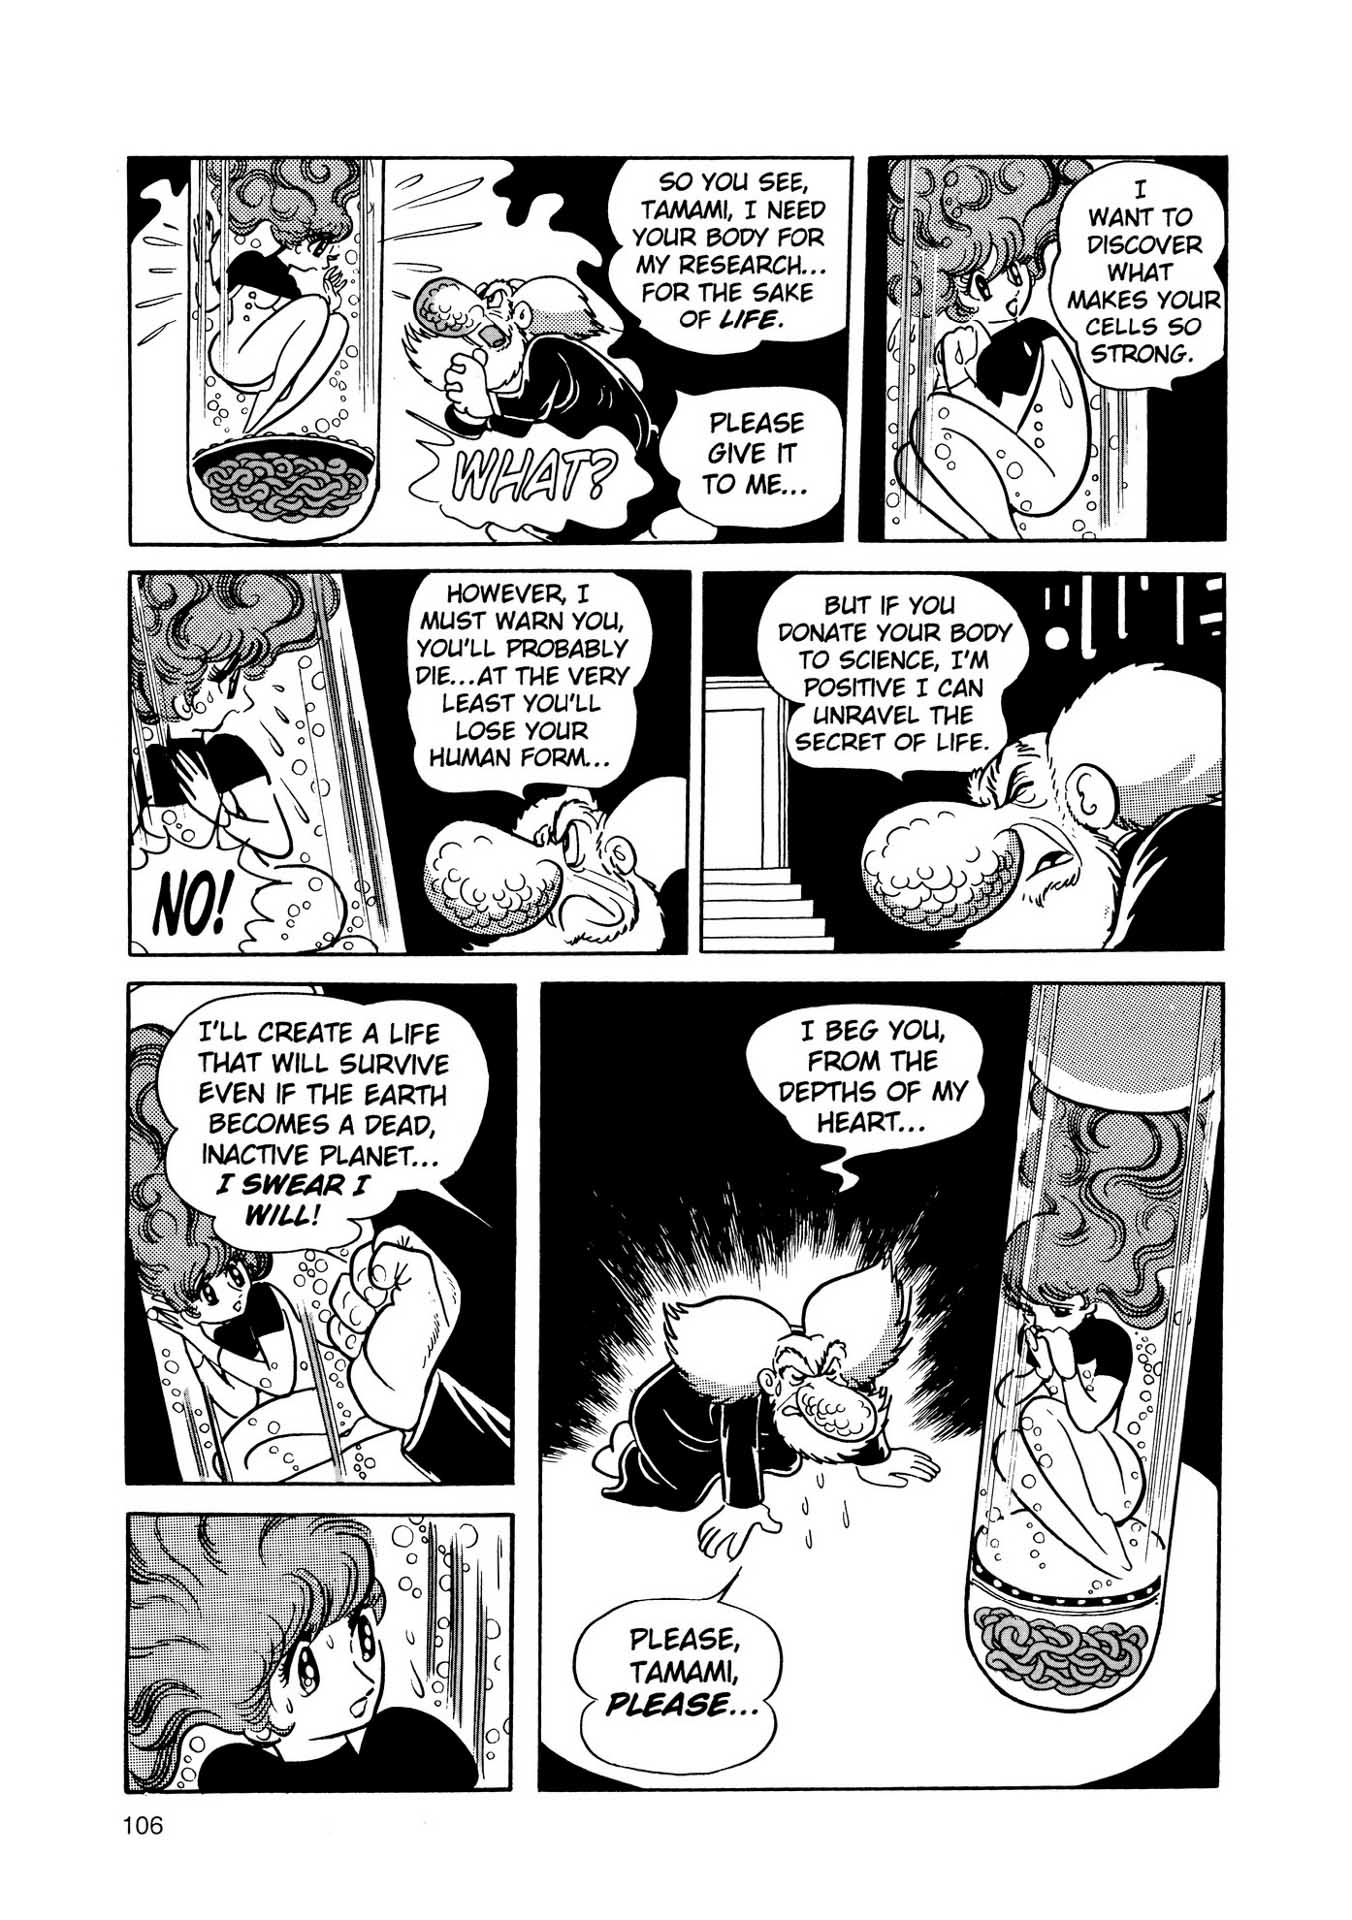 SO YOU SEE,
TAMAMI, I NEED
YOUR BODY FOR
MY RESEARCH...
FOR THE SAKE
OF LIFE.
PLEASE
GIVE IT
TO ME...
WHAT?
I
WANT TO
DISCOVER
WHAT
MAKES YOUR
CELLS SO
STRONG.
HOWEVER, I
MUST WARN YOU,
YOU'LL PROBABLY
DIE...AT THE VERY
LEAST YOU'LL
LOSE YOUR
HUMAN FORM...
NO!
BUT IF YOU
DONATE YOUR BODY
TO SCIENCE, I'M
POSITIVE I CAN
UNRAVEL THE
SECRET OF LIFE.
I'LL CREATE A LIFE
THAT WILL SURVIVE
EVEN IF THE EARTH
BECOMES A DEAD,
INACTIVE PLANET...
I SWEAR I
WILL!
I BEG YOU,
FROM THE
DEPTHS OF MY
HEART...
PLEASE,
TAMAMI,
PLEASE...
106